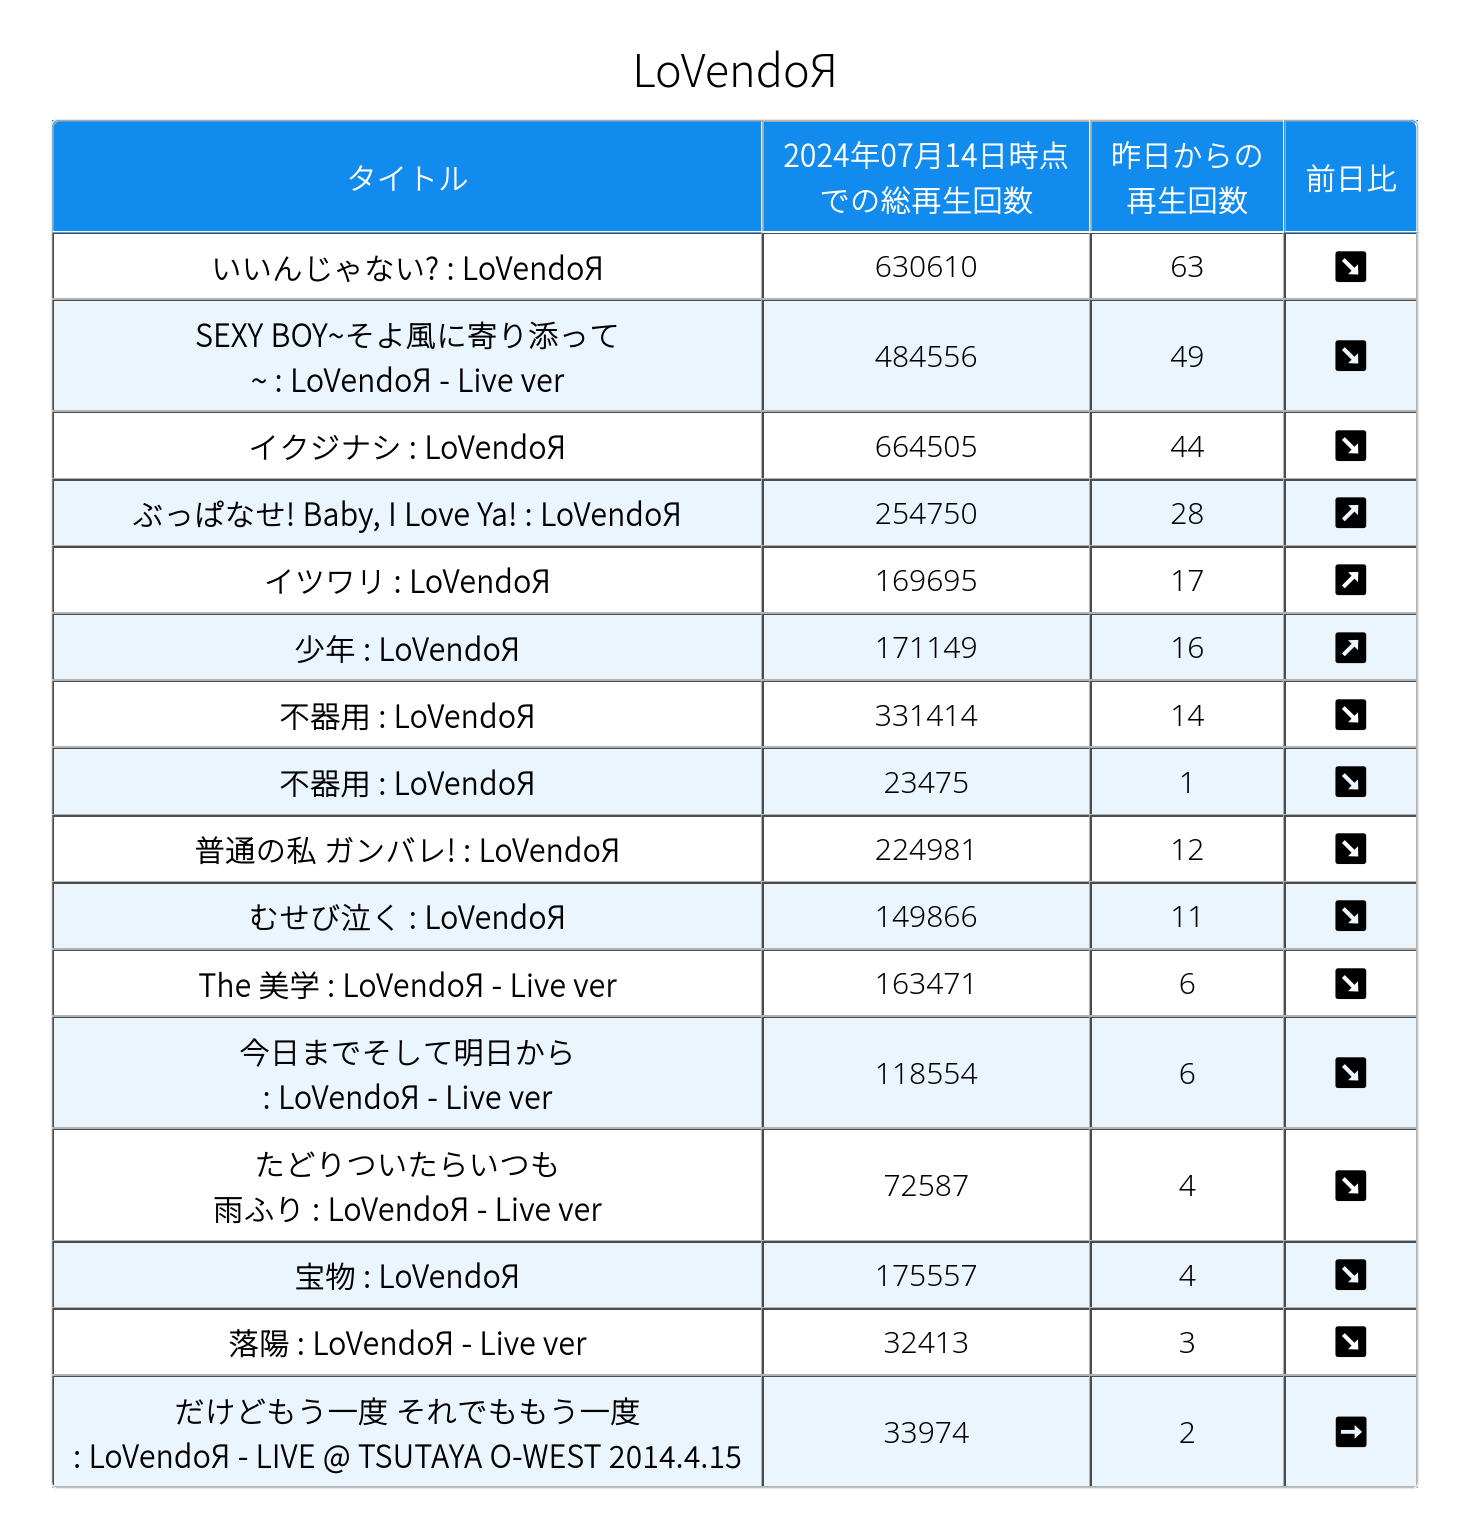 LoVendoЯ
タイトル
2024年07月14日時点
での総再生回数
昨日からの
再生回数
前日比
いいんじゃない? : LoVendoЯ
630610
63
SEXY BOY~そよ風に寄り添って
~ : LoVendoЯ - Live ver
484556
49
イクジナシ : LoVendoЯ
664505
44
ぶっぱなせ! Baby, I Love Ya! : LoVendoЯ
254750
28
イツワリ : LoVendoЯ
169695
17
少年 : LoVendoЯ
171149
16
不器用 : LoVendoЯ
331414
14
不器用 : LoVendoЯ
23475
1
普通の私 ガンバレ! : LoVendoЯ
224981
12
むせび泣く : LoVendoЯ
149866
11
The 美学 : LoVendoЯ - Live ver
163471
6
今日までそして明日から
: LoVendoЯ - Live ver
118554
6
たどりついたらいつも
雨ふり : LoVendoЯ - Live ver
72587
4
宝物 : LoVendoЯ
175557
4
落陽 : LoVendoЯ - Live ver
32413
3
だけどもう一度 それでももう一度
: LoVendoЯ - LIVE @ TSUTAYA O-WEST 2014.4.15
33974
2